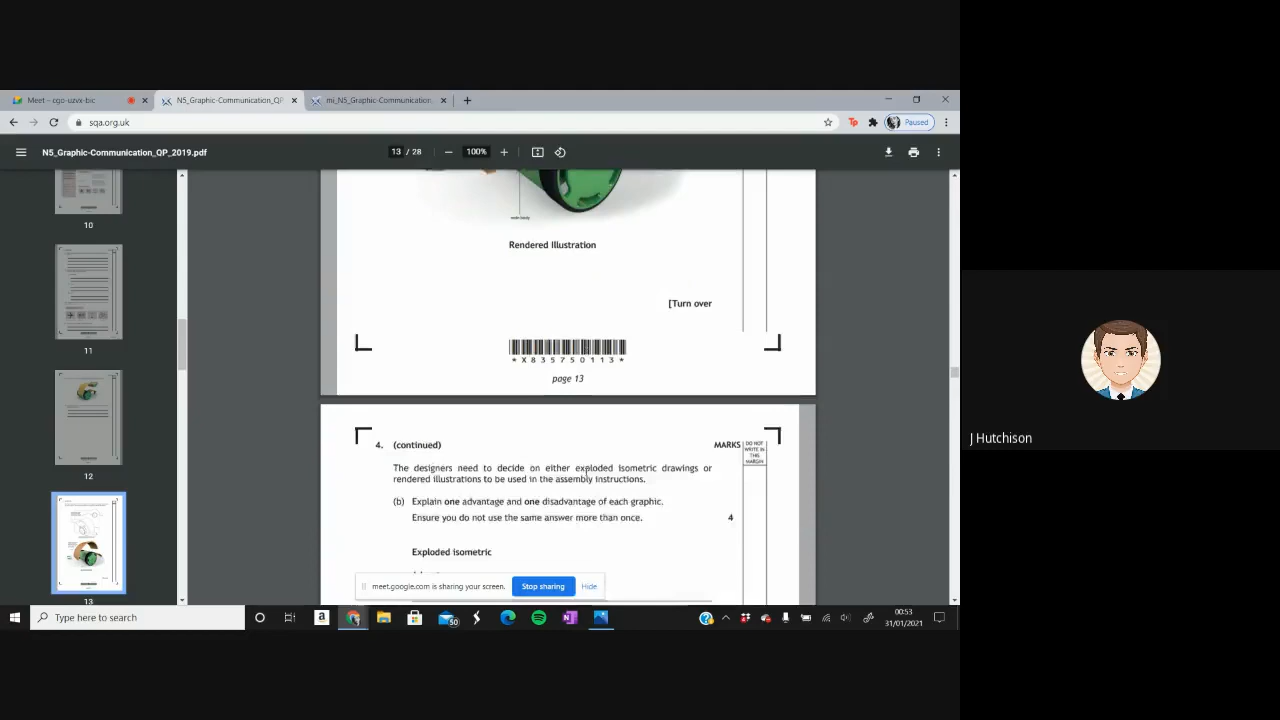 Meet – cgo-uzvx-bic
N5_Graphic-Communication_QP
mi_N5_Graphic-Communication
sqa.org.uk
Paused
N5_Graphic-Communication_QP_2019.pdf
13 / 28
100%
10
11
12
13
main body
Rendered Illustration
[Turn over
* X 8 3 5 7 5 0 1 1 3 *
page 13
4. (continued)
MARKS
DO NOT
WRITE IN
THIS
MARGIN
The designers need to decide on either exploded isometric drawings or
rendered illustrations to be used in the assembly instructions.
(b) Explain one advantage and one disadvantage of each graphic.
Ensure you do not use the same answer more than once.
4
Exploded isometric
meet.google.com is sharing your screen.
Stop sharing
Hide
Type here to search
50
00:53
31/01/2021
J Hutchison